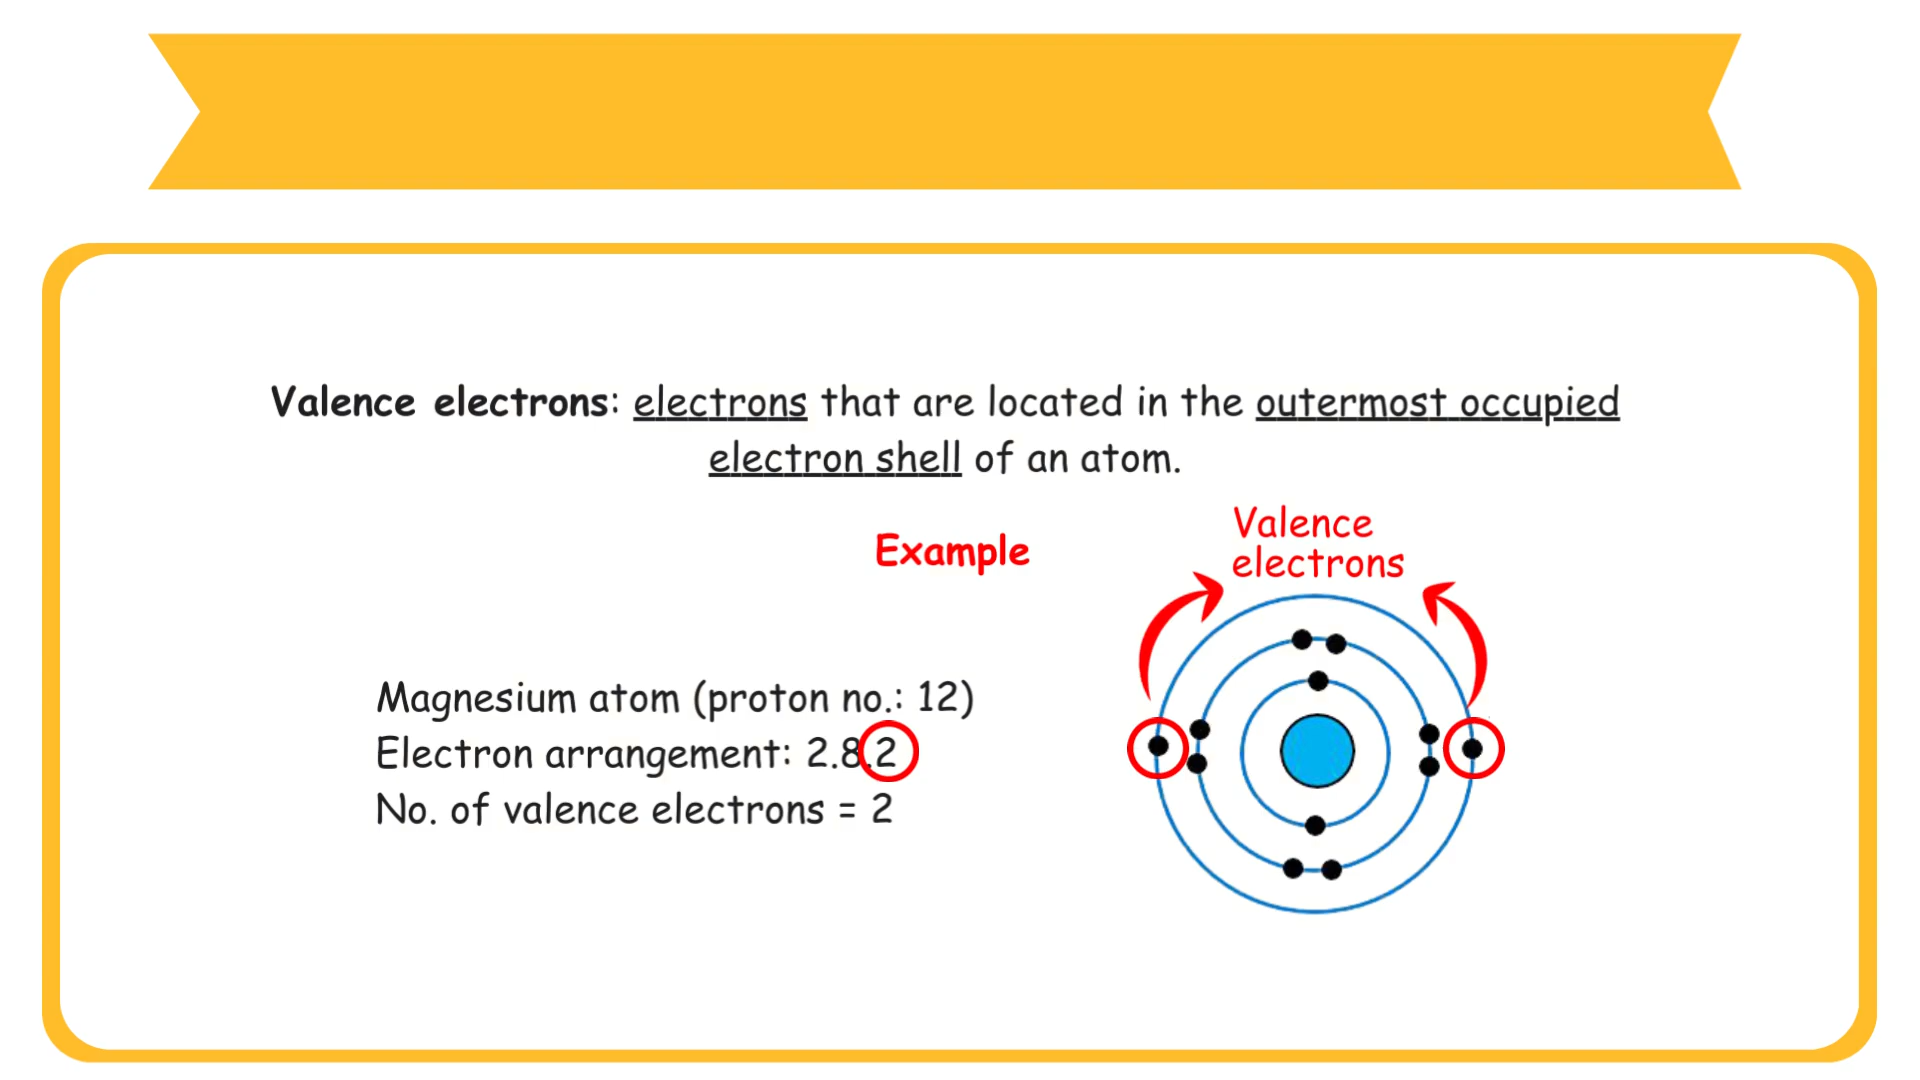 Valence electrons: electrons that are located in the outermost occupied
electron shell of an atom.
Example
Valence
electrons
Magnesium atom (proton no.: 12)
Electron arrangement: 2.8.2
No. of valence electrons = 2